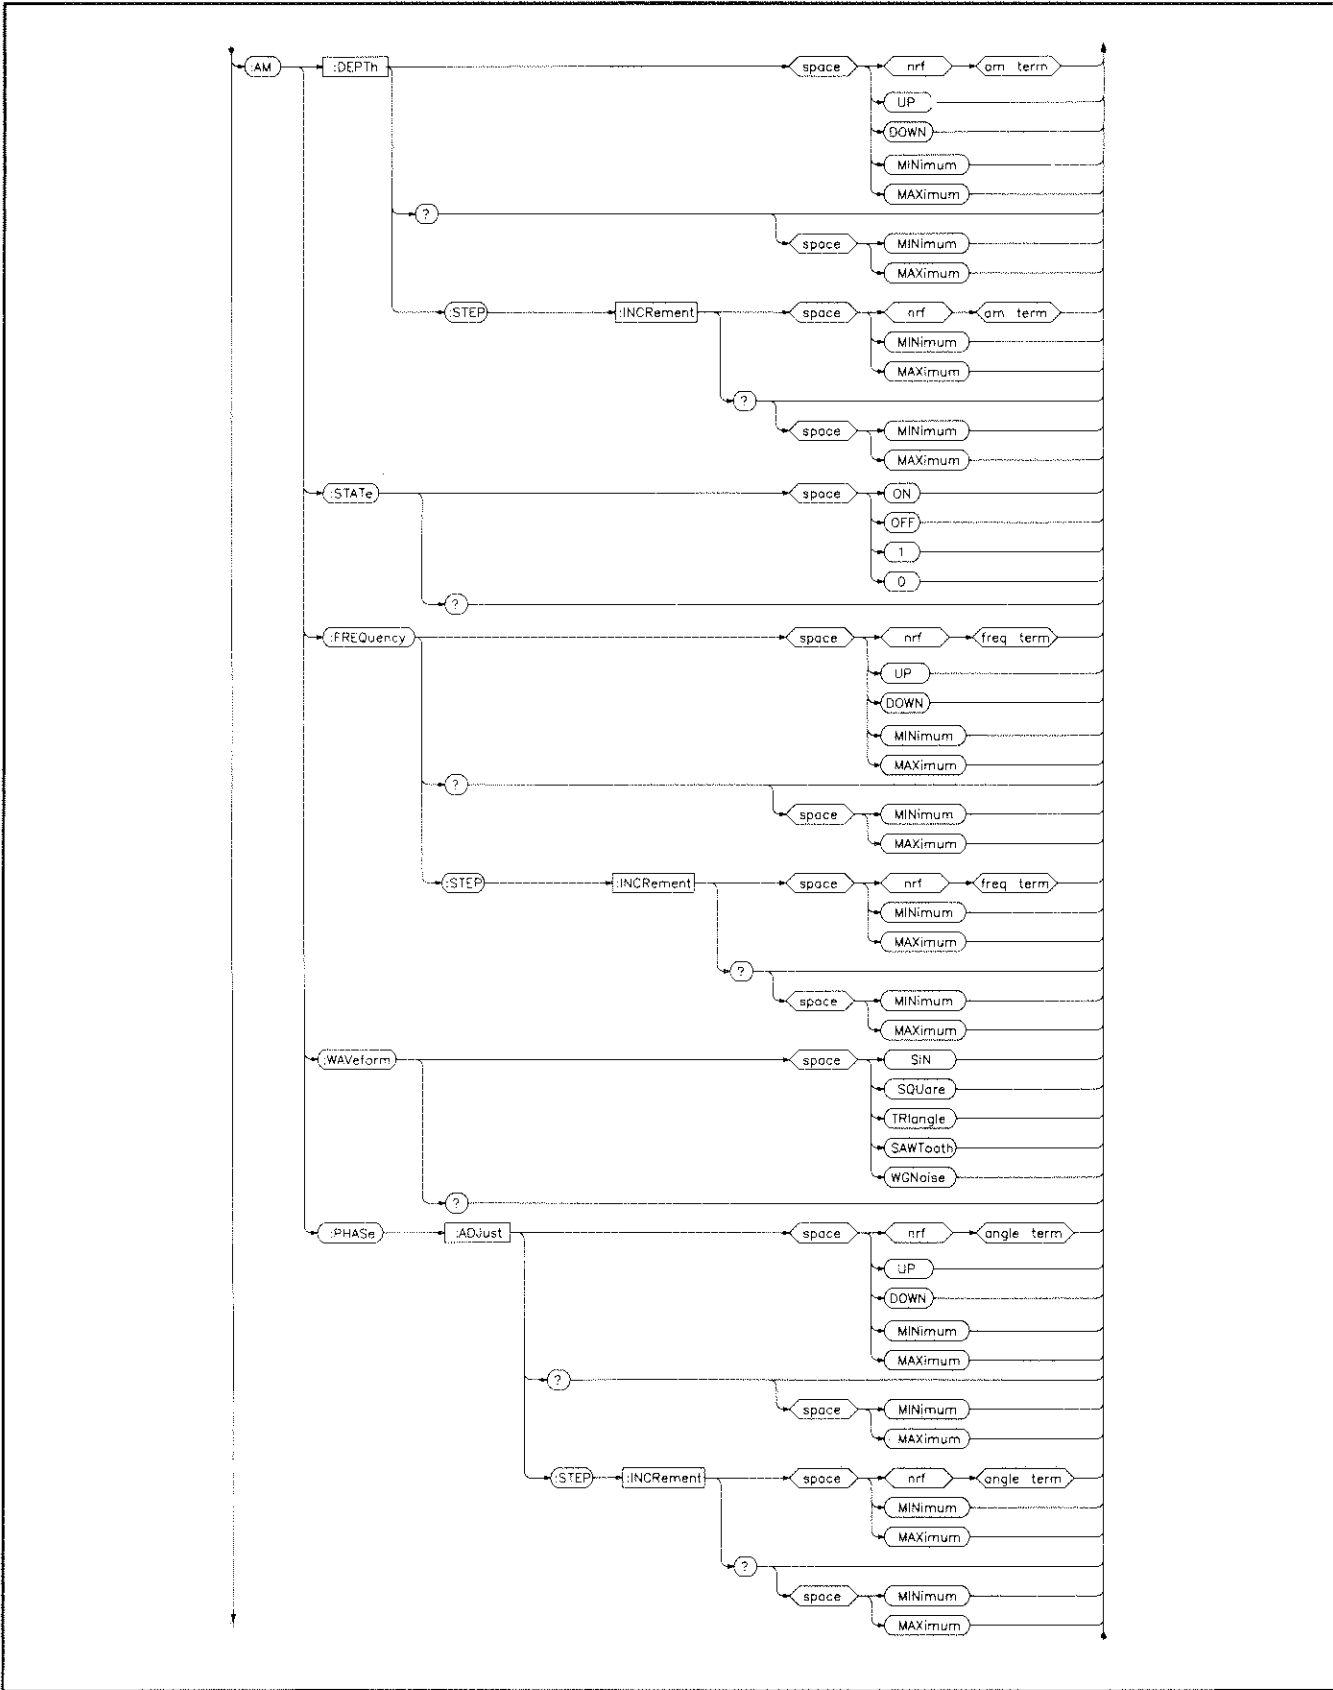 :AM :DEPTh space nrf am term
UP
DOWN
MINimum
MAXimum
?
space MINimum
MAXimum
:STEP :INCRement space nrf am term
MINimum
MAXimum
?
space MINimum
MAXimum
:STATe space ON
OFF
1
0
?
:FREQuency space nrf freq term
UP
DOWN
MINimum
MAXimum
?
space MINimum
MAXimum
:STEP :INCRement space nrf freq term
MINimum
MAXimum
?
space MINimum
MAXimum
:WAVeform space SIN
SQUare
TRIangle
SAWTooth
WGNoise
?
:PHASe :ADJust space nrf angle term
UP
DOWN
MINimum
MAXimum
?
space MINimum
MAXimum
:STEP :INCRement space nrf angle term
MINimum
MAXimum
?
space MINimum
MAXimum